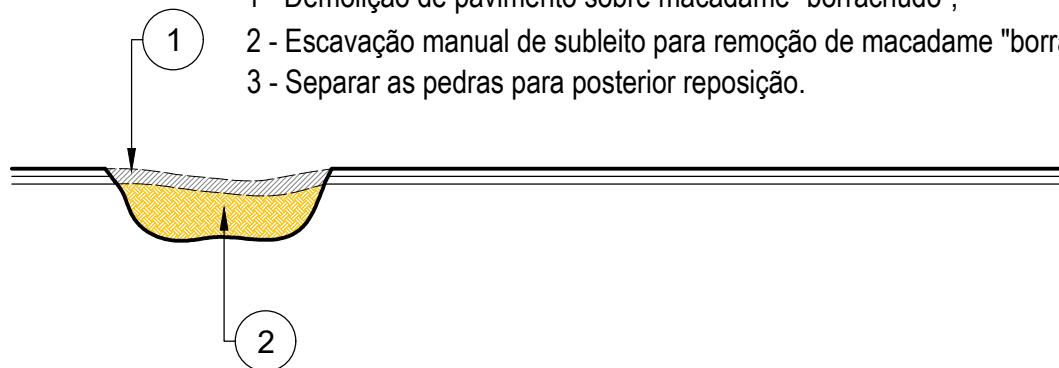 1 - Demolição de pavimento sobre macadame "borrachudo";
1
2 - Escavação manual de subleito para remoção de macadame "borra
3 - Separar as pedras para posterior reposição.
2